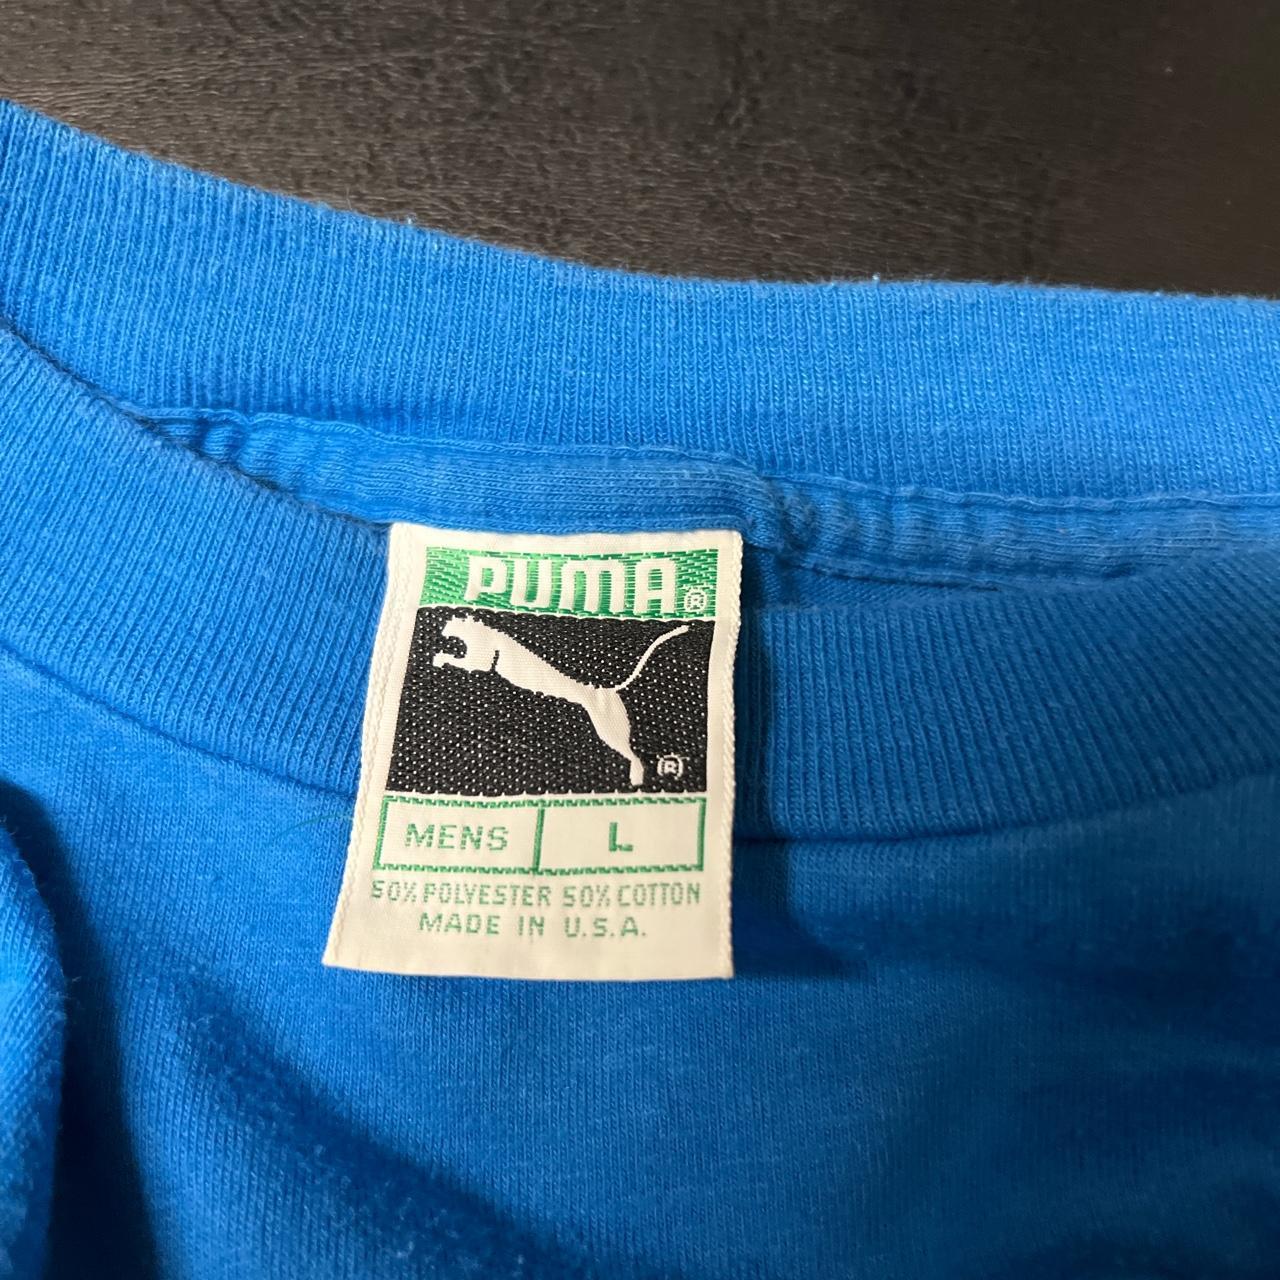 PUMA®
®
MENS L
50% POLYESTER 50% COTTON
MADE IN U.S.A.